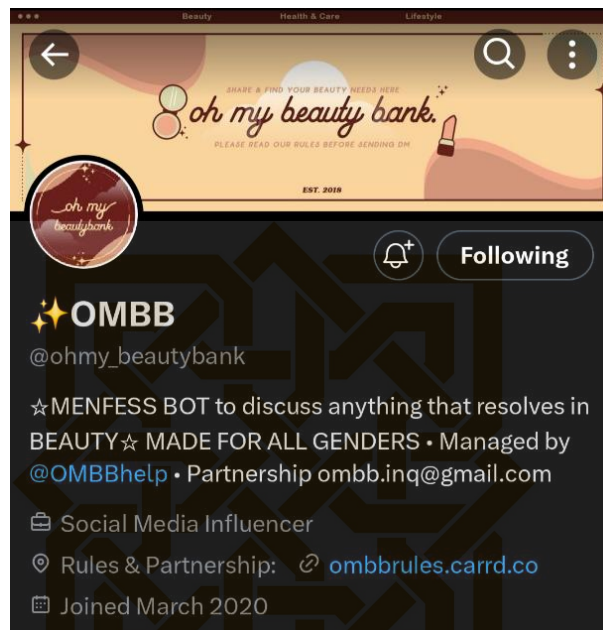 Beauty Health & Care Lifestyle
SHARE & FIND YOUR BEAUTY NEEDS HERE
oh my beauty bank.
PLEASE READ OUR RULES BEFORE SENDING DM
EST. 2018
oh my
beautybank
Following
✨OMBB
@ohmy_beautybank
☆MENFESS BOT to discuss anything that resolves in
BEAUTY☆ MADE FOR ALL GENDERS • Managed by
@OMBBhelp • Partnership ombb.inq@gmail.com
Social Media Influencer
Rules & Partnership: ombbrules.carrd.co
Joined March 2020